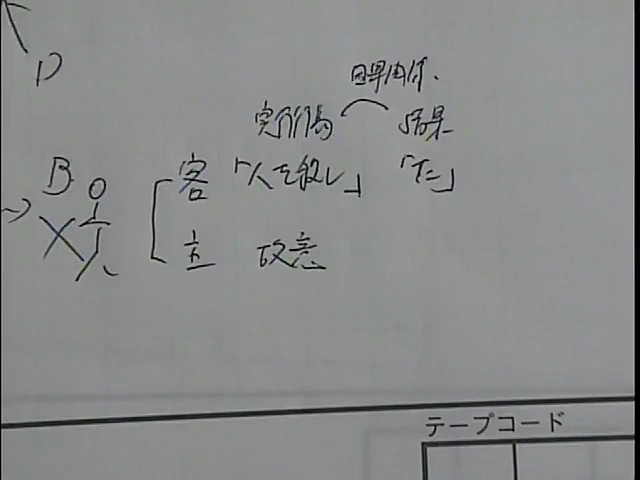 D
因果関係、
実行行為 結果
B 客 「人を殺し」 「た」
主 故意
テープコード